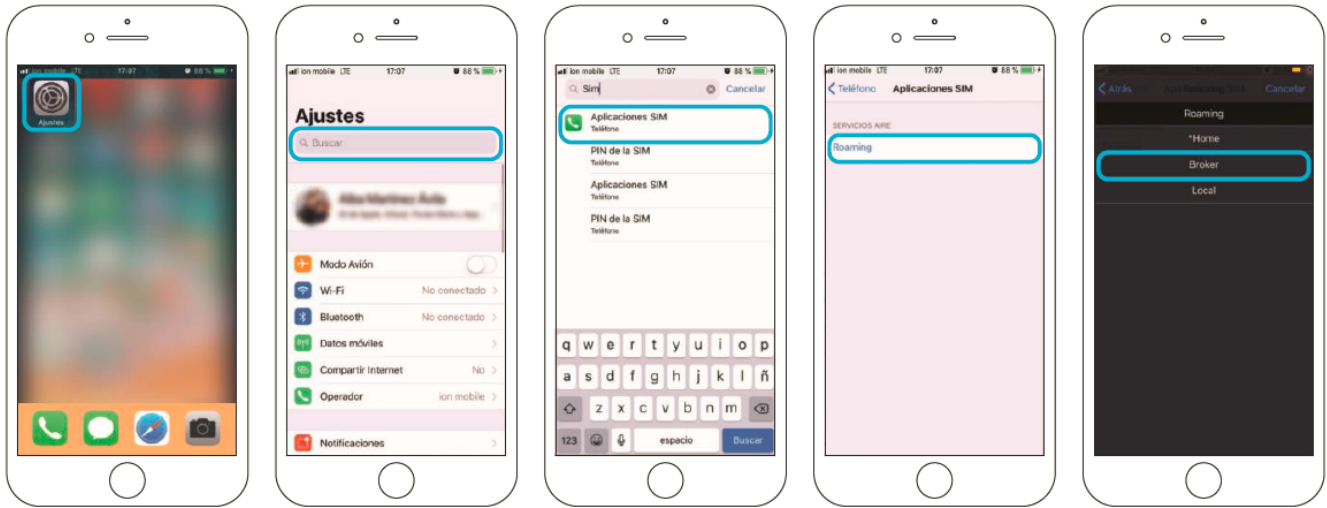 ion mobile LTE 17:07 88 %
Ajustes
ion mobile LTE 17:07 88 %
Ajustes
Buscar
Modo Avión
Wi-Fi No conectado
Bluetooth No conectado
Datos móviles
Compartir Internet No
Operador ion mobile
Notificaciones
ion mobile LTE 17:07 88 %
Sim Cancelar
Aplicaciones SIM
Teléfono
PIN de la SIM
Teléfono
Aplicaciones SIM
Teléfono
PIN de la SIM
Teléfono
q w e r t y u i o p
a s d f g h j k l ñ
z x c v b n m
123 espacio Buscar
ion mobile LTE 17:07 88 %
Teléfono Aplicaciones SIM
SERVICIOS AIRE
Roaming
Atrás Cancelar
Roaming
*Home
Broker
Local